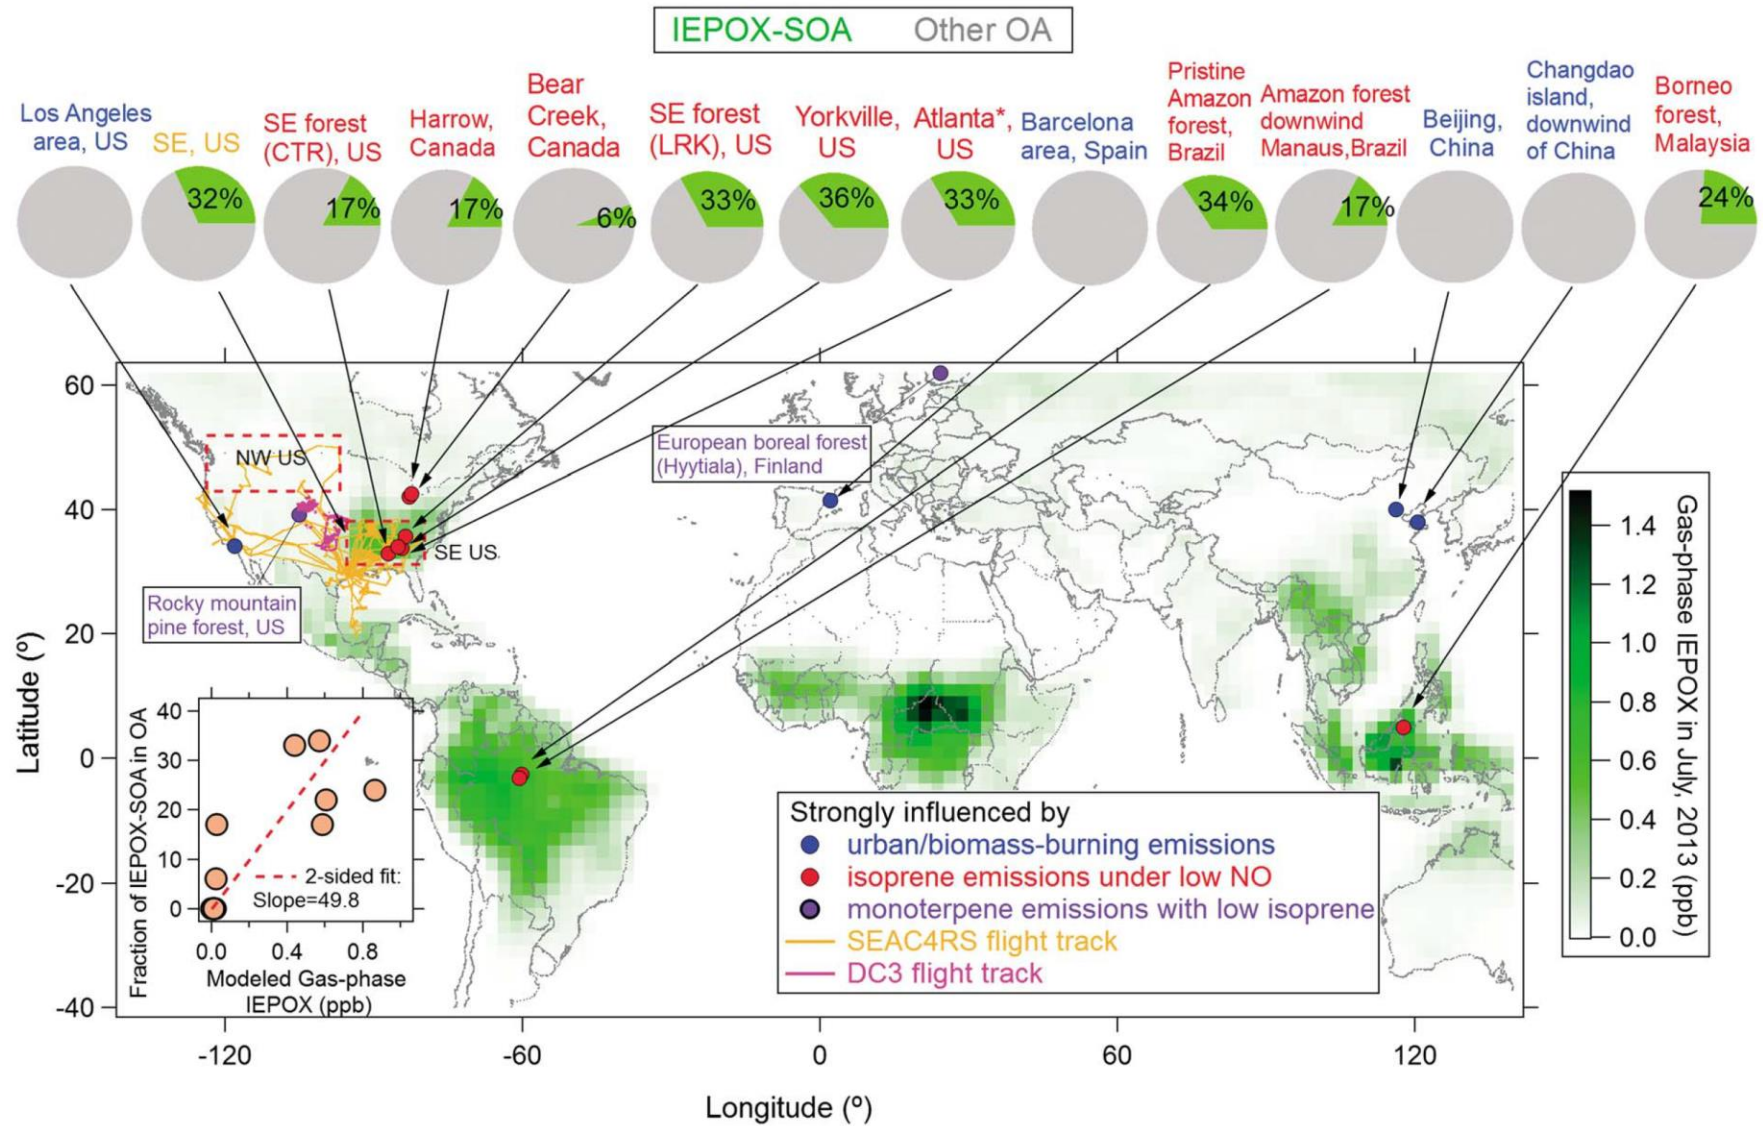 IEPOX-SOA Other OA
Los Angeles
area, US
SE, US
SE forest
(CTR), US
Harrow,
Canada
Bear
Creek,
Canada
SE forest
(LRK), US
Yorkville,
US
Atlanta*,
US
Barcelona
area, Spain
Pristine
Amazon
forest,
Brazil
Amazon forest
downwind
Manaus,Brazil
Beijing,
China
Changdao
island,
downwind
of China
Borneo
forest,
Malaysia
32%
17%
17%
6%
33%
36%
33%
34%
17%
24%
60
40
20
0
-20
-40
Latitude (º)
NW US
SE US
European boreal forest
(Hyytiala), Finland
Rocky mountain
pine forest, US
40
30
20
10
0
Fraction of IEPOX-SOA in OA
2-sided fit:
Slope=49.8
0.0 0.4 0.8
Modeled Gas-phase
IEPOX (ppb)
Strongly influenced by
urban/biomass-burning emissions
isoprene emissions under low NO
monoterpene emissions with low isoprene
SEAC4RS flight track
DC3 flight track
1.4
1.2
1.0
0.8
0.6
0.4
0.2
0.0
Gas-phase IEPOX in July, 2013 (ppb)
-120 -60 0 60 120
Longitude (º)